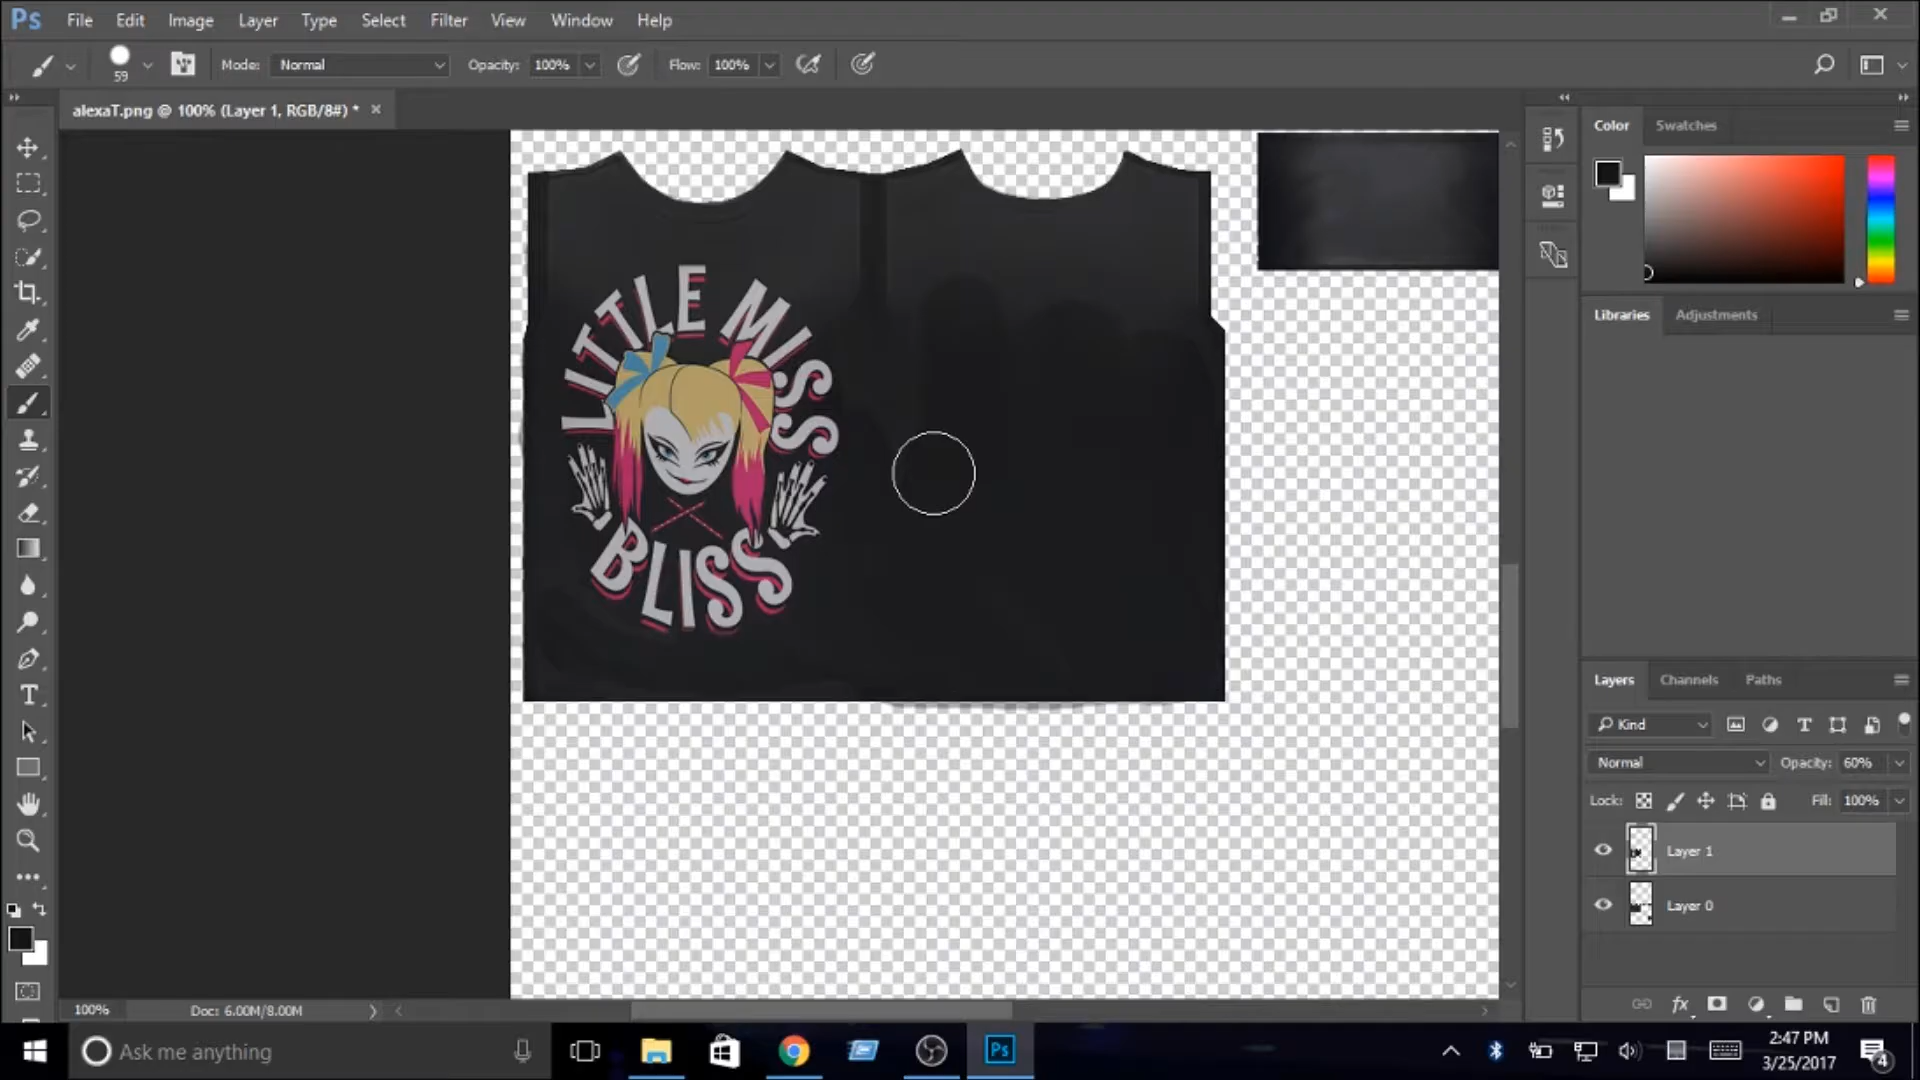 Ps File Edit Image Layer Type Select Filter View Window Help
59 Mode: Normal Opacity: 100% Flow: 100%
alexaT.png @ 100% (Layer 1, RGB/8#) *
Color Swatches
LITTLE MISS
BLISS
Libraries Adjustments
Layers Channels Paths
Kind
Normal Opacity: 60%
Lock: Fill: 100%
Layer 1
Layer 0
fx
100% Doc: 6.00M/8.00M
Ask me anything
Ps
2:47 PM
3/25/2017
4